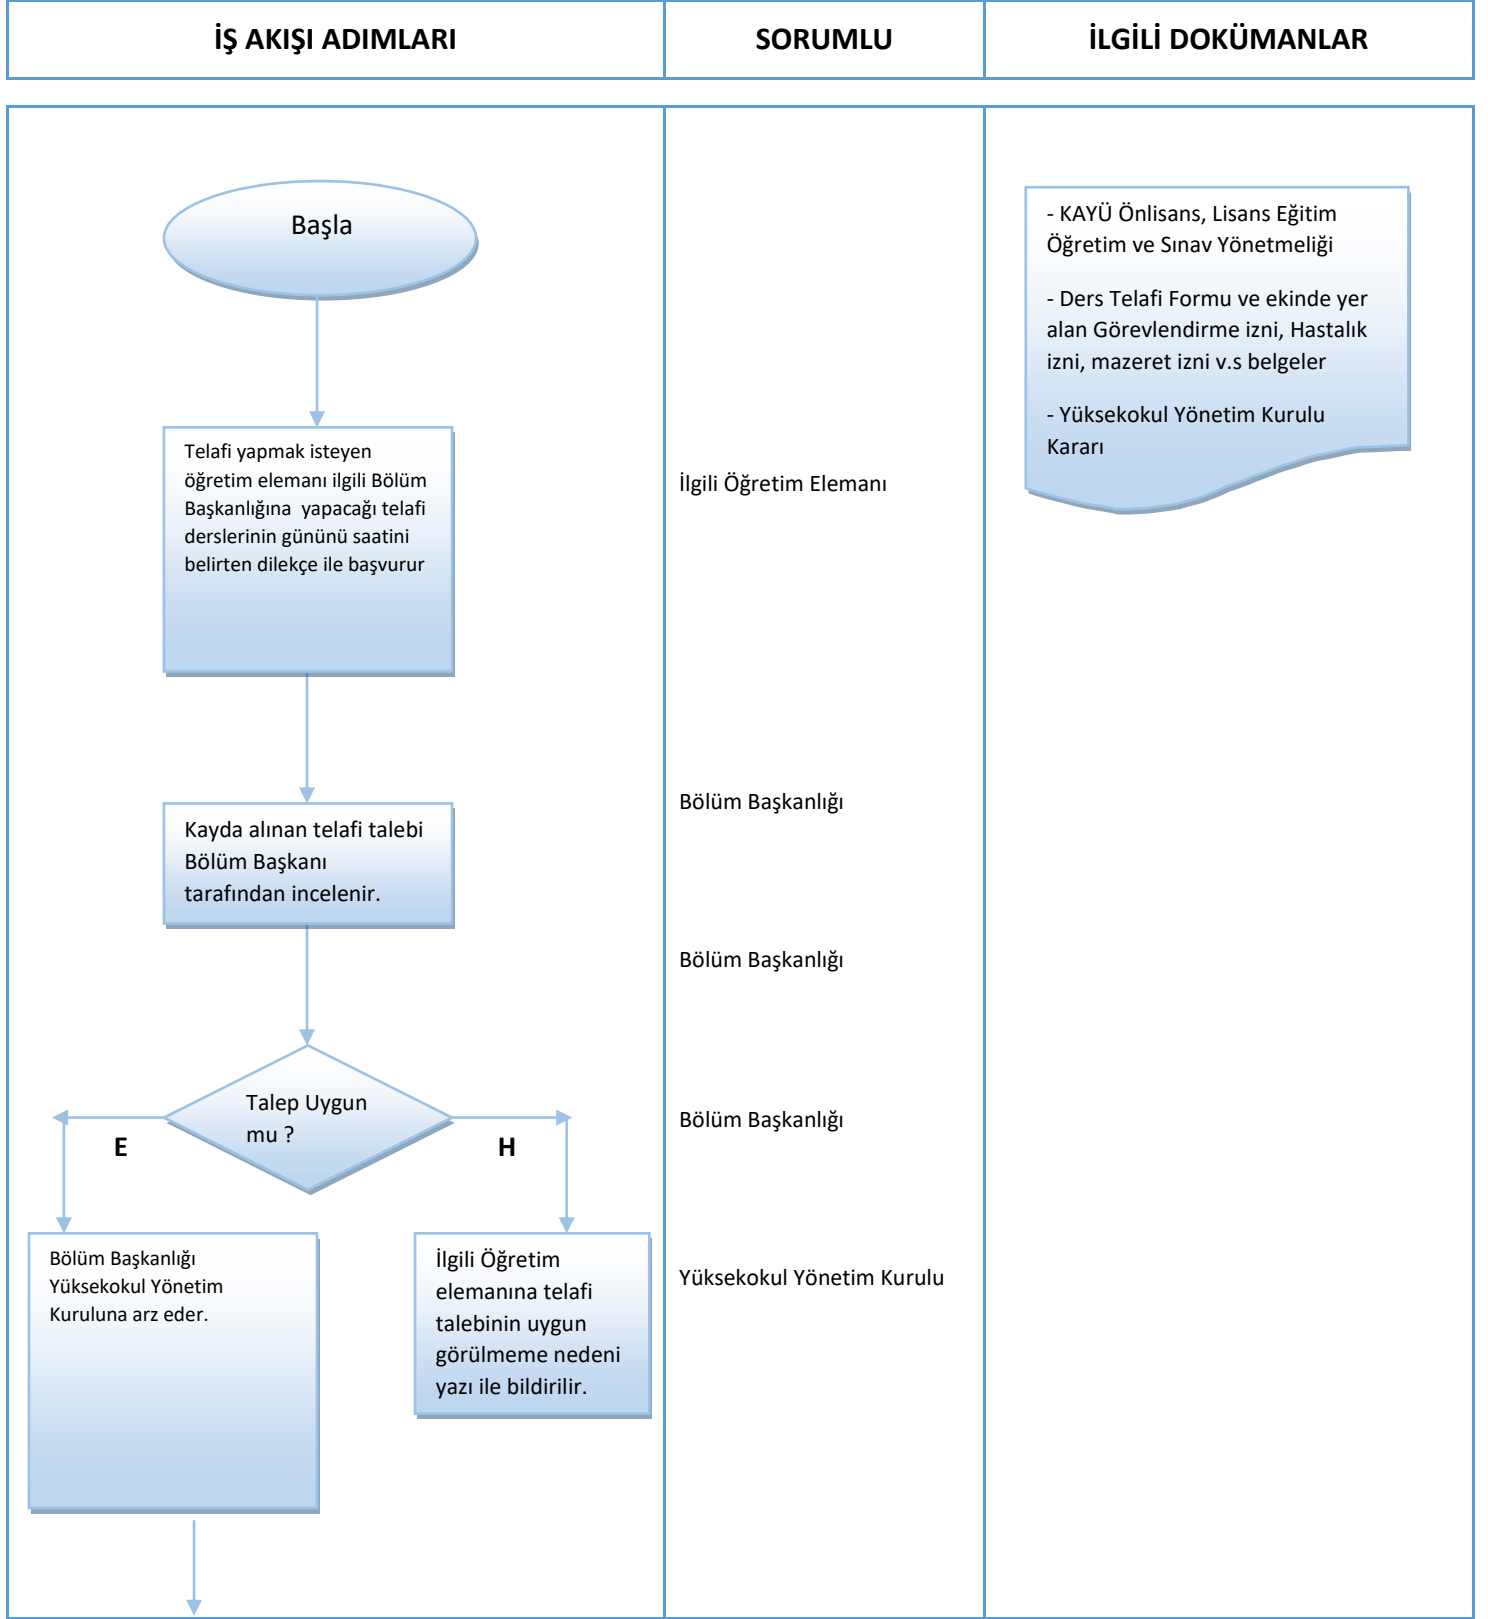 İŞ AKIŞI ADIMLARI
SORUMLU
İLGİLİ DOKÜMANLAR
Başla
Telafi yapmak isteyen
öğretim elemanı ilgili Bölüm
Başkanlığına  yapacağı telafi
derslerinin gününü saatini
belirten dilekçe ile başvurur
Kayda alınan telafi talebi
Bölüm Başkanı
tarafından incelenir.
Talep Uygun
mu ?
E
H
Bölüm Başkanlığı
Yüksekokul Yönetim
Kuruluna arz eder.
İlgili Öğretim
elemanına telafi
talebinin uygun
görülmeme nedeni
yazı ile bildirilir.
İlgili Öğretim Elemanı
Bölüm Başkanlığı
Bölüm Başkanlığı
Bölüm Başkanlığı
Yüksekokul Yönetim Kurulu
- KAYÜ Önlisans, Lisans Eğitim
Öğretim ve Sınav Yönetmeliği
- Ders Telafi Formu ve ekinde yer
alan Görevlendirme izni, Hastalık
izni, mazeret izni v.s belgeler
- Yüksekokul Yönetim Kurulu
Kararı